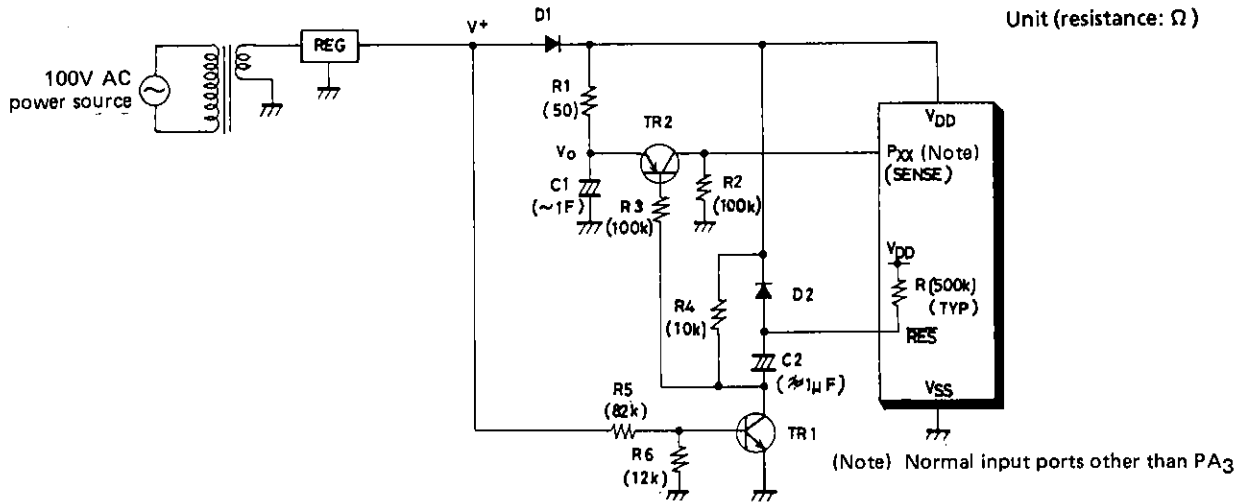 Unit (resistance: Ω)
D1
V+
REG
100V AC
power source
R1
(50)
TR2
VDD
Vo
PXX (Note)
(SENSE)
C1
(~1F)
R2
(100k)
R3
(100k)
VDD
R (500k)
(TYP)
D2
R4
(10k)
RES
C2
(≈1μF)
R5
(82k)
VSS
TR1
R6
(12k)
(Note) Normal input ports other than PA3